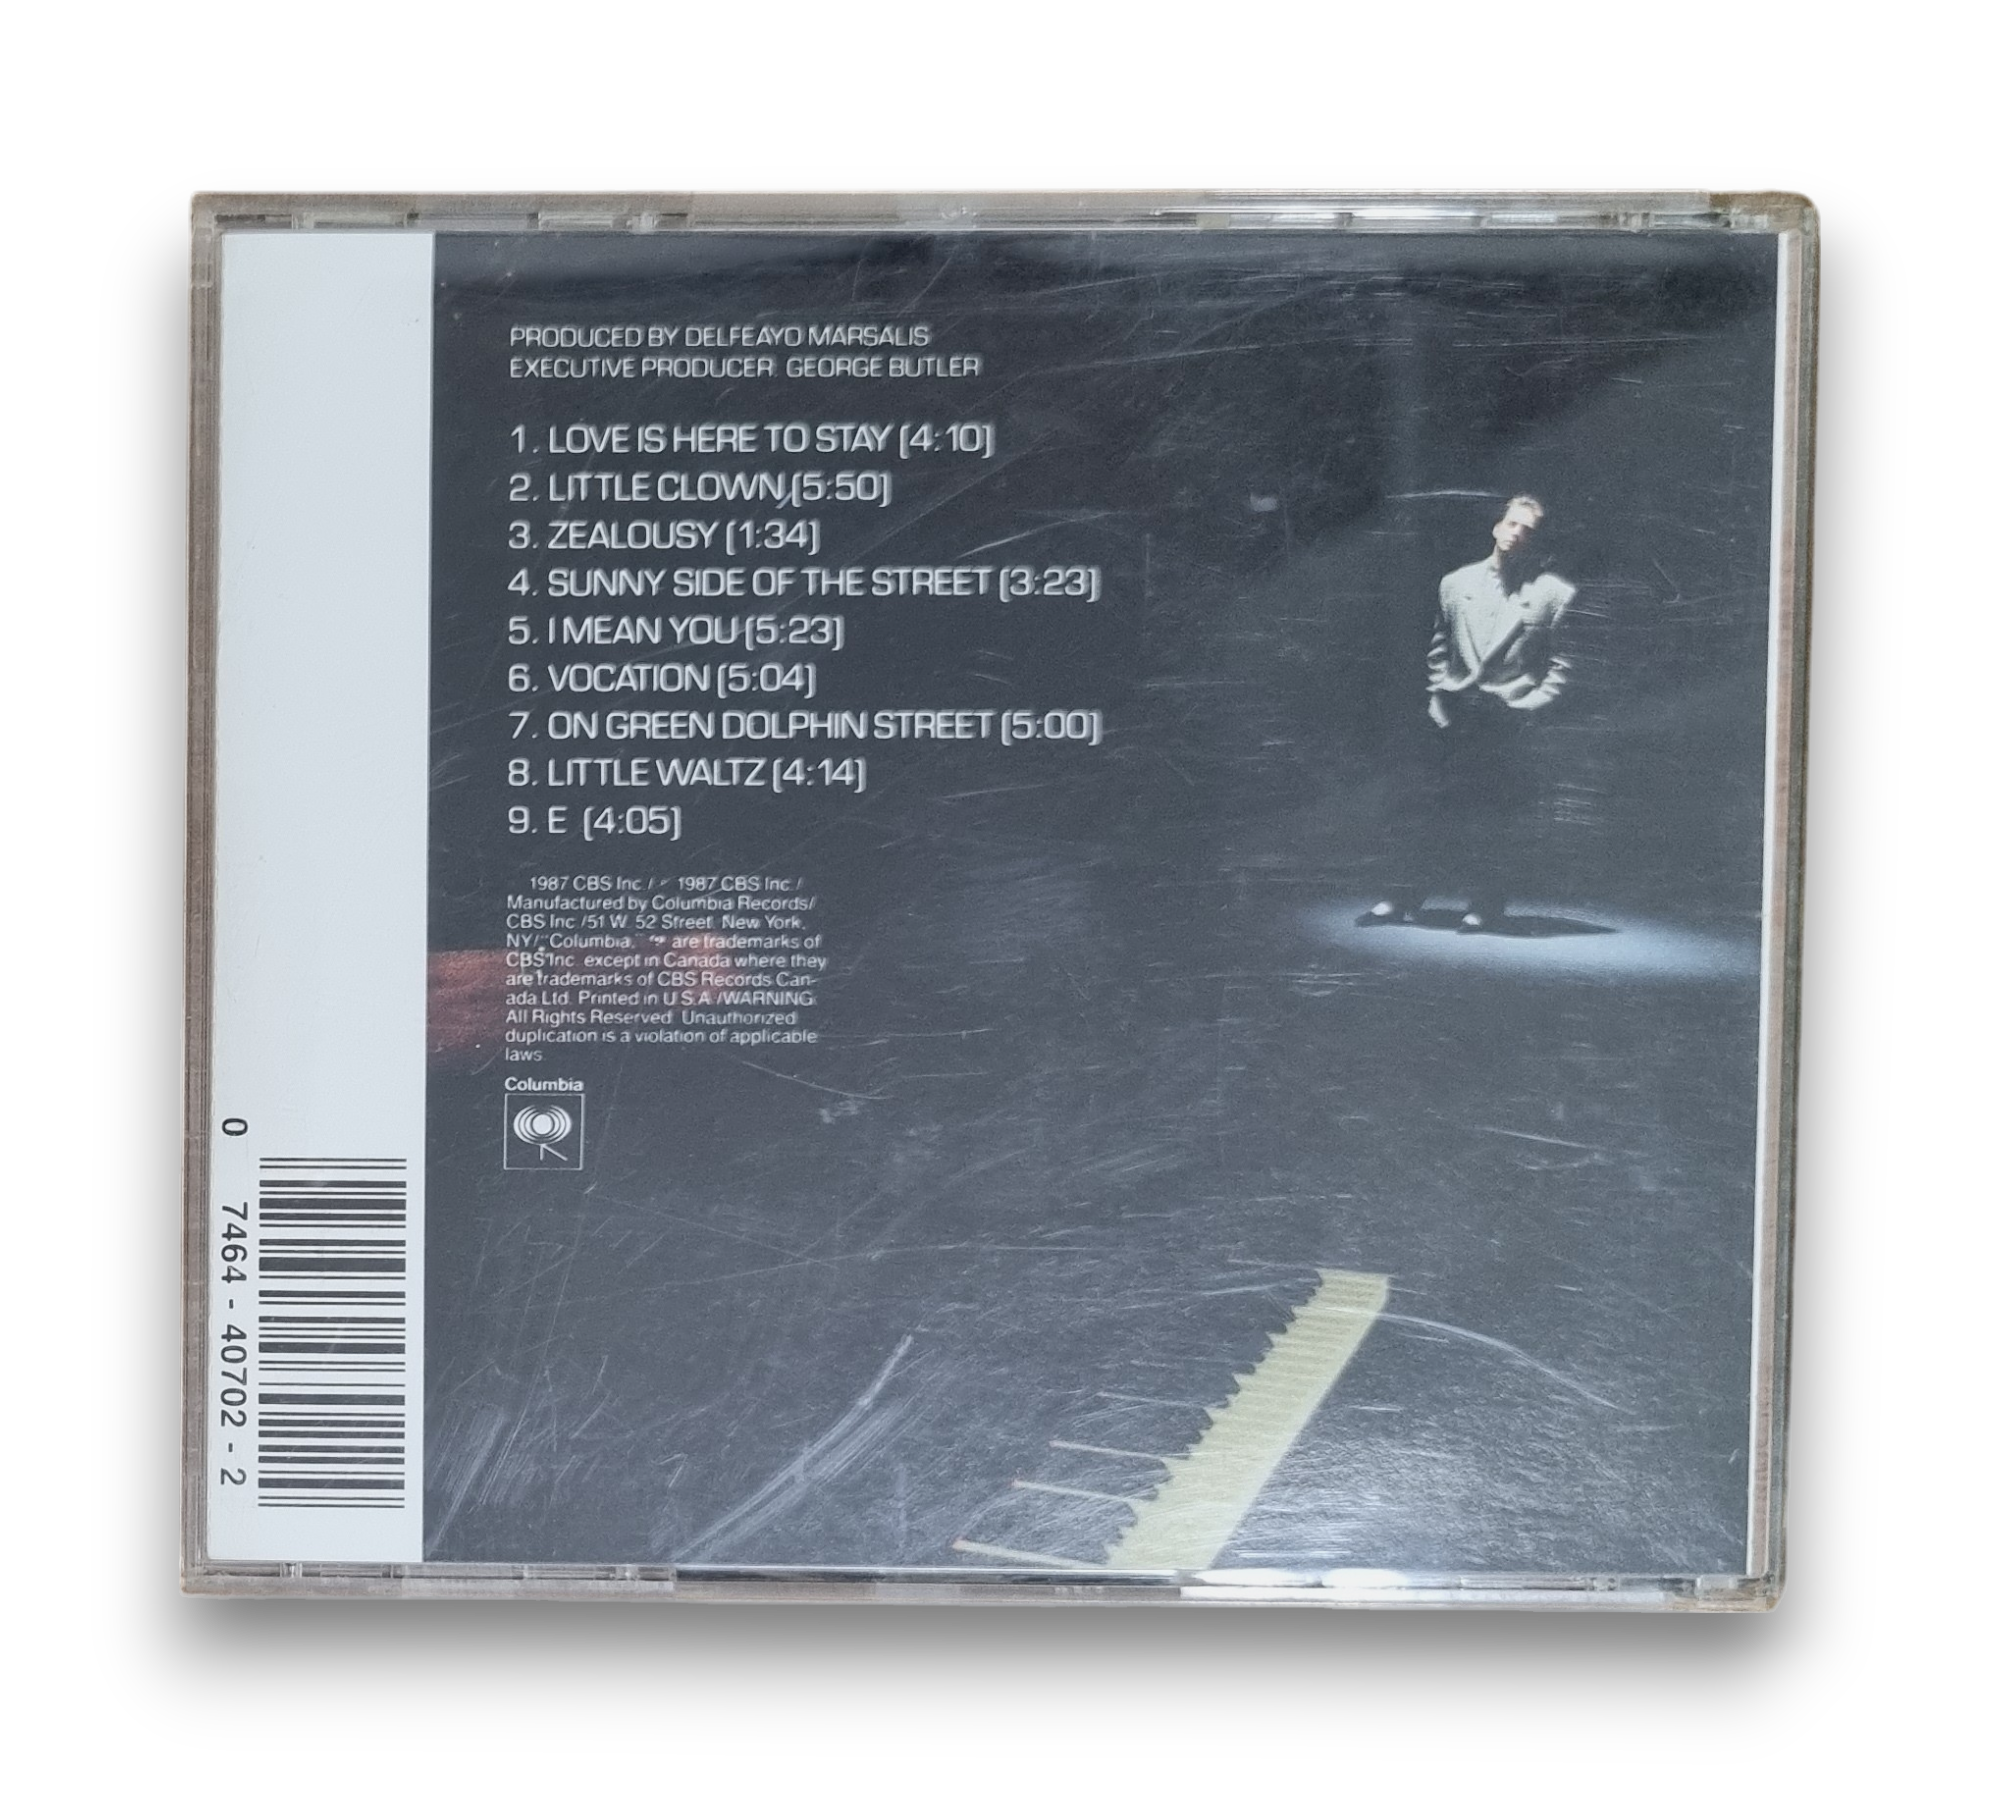 PRODUCED BY DELFEAYO MARSALIS
EXECUTIVE PRODUCER: GEORGE BUTLER
1. LOVE IS HERE TO STAY (4:10)
2. LITTLE CLOWN (5:50)
3. ZEALOUSY (1:34)
4. SUNNY SIDE OF THE STREET (3:23)
5. I MEAN YOU (5:23)
6. VOCATION (5:04)
7. ON GREEN DOLPHIN STREET (5:00)
8. LITTLE WALTZ (4:14)
9. E (4:05)
1987 CBS Inc./ 1987 CBS Inc./
Manufactured by Columbia Records/
CBS Inc./51 W. 52 Street, New York,
NY/"Columbia," are trademarks of
CBS Inc. except in Canada where they
are trademarks of CBS Records Can-
ada Ltd. Printed in U.S.A./WARNING:
All Rights Reserved. Unauthorized
duplication is a violation of applicable
laws.
Columbia
0 7464-40702-2